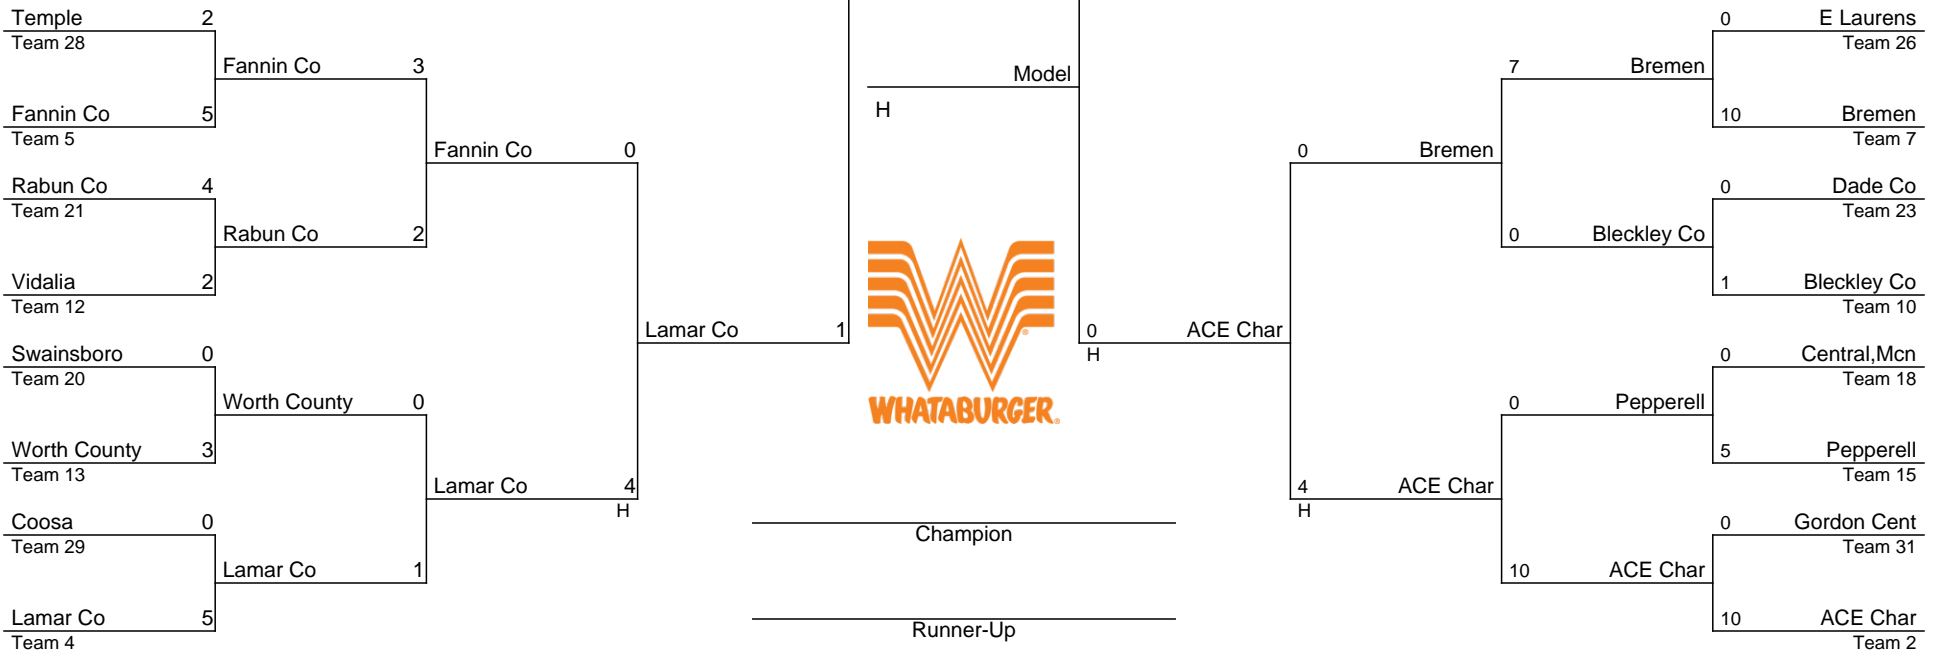 Temple 2
Team 28
Fannin Co 3
Fannin Co 5
Team 5
Fannin Co 0
Rabun Co 4
Team 21
Rabun Co 2
Vidalia 2
Team 12
Lamar Co 1
Swainsboro 0
Team 20
Worth County 0
Worth County 3
Team 13
Lamar Co 4
H
Coosa 0
Team 29
Lamar Co 1
Lamar Co 5
Team 4
Model
H
WHATABURGER®
Champion
Runner-Up
0 E Laurens
Team 26
7 Bremen
10 Bremen
Team 7
0 Bremen
0 Dade Co
Team 23
0 Bleckley Co
1 Bleckley Co
Team 10
0 ACE Char
H
0 Central,Mcn
Team 18
0 Pepperell
5 Pepperell
Team 15
4 ACE Char
H
0 Gordon Cent
Team 31
10 ACE Char
10 ACE Char
Team 2